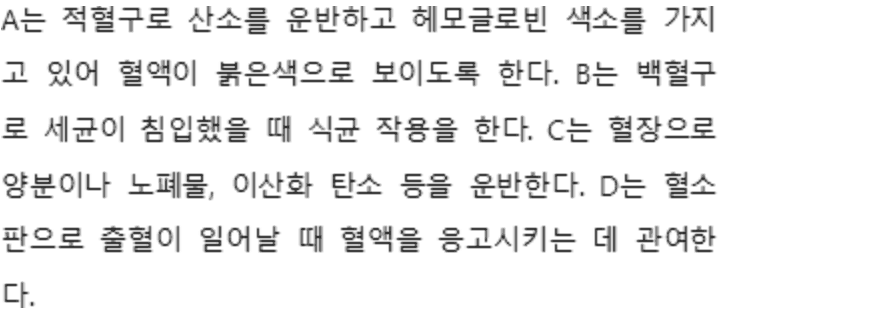 A는 적혈구로 산소를 운반하고 헤모글로빈 색소를 가지
고 있어 혈액이 붉은색으로 보이도록 한다. B는 백혈구
로 세균이 침입했을 때 식균 작용을 한다. C는 혈장으로
양분이나 노폐물, 이산화 탄소 등을 운반한다. D는 혈소
판으로 출혈이 일어날 때 혈액을 응고시키는 데 관여한
다.